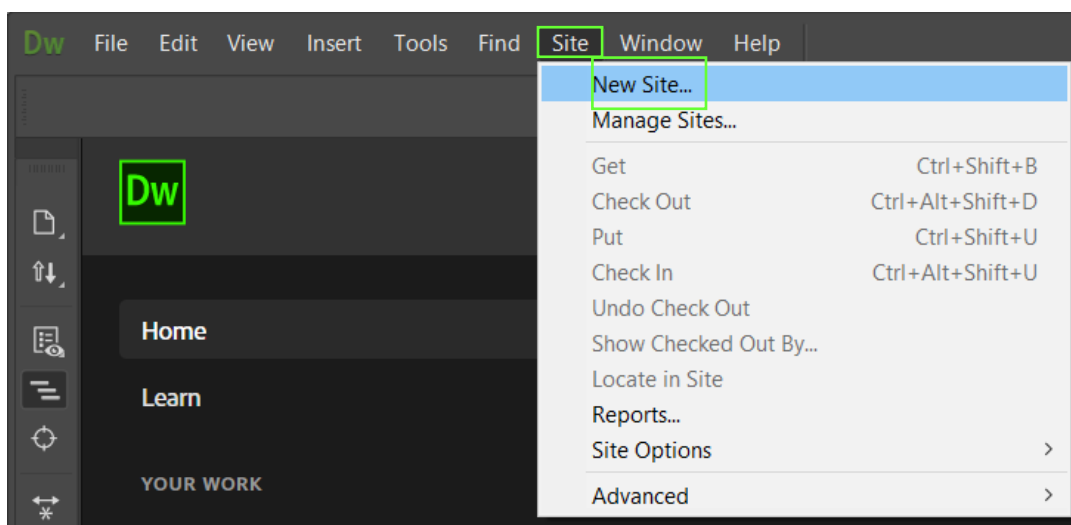 Dw File Edit View Insert Tools Find Site Window Help
New Site...
Manage Sites...
Get Ctrl+Shift+B
Check Out Ctrl+Alt+Shift+D
Put Ctrl+Shift+U
Check In Ctrl+Alt+Shift+U
Undo Check Out
Show Checked Out By...
Locate in Site
Reports...
Site Options
Advanced
Dw
Home
Learn
YOUR WORK